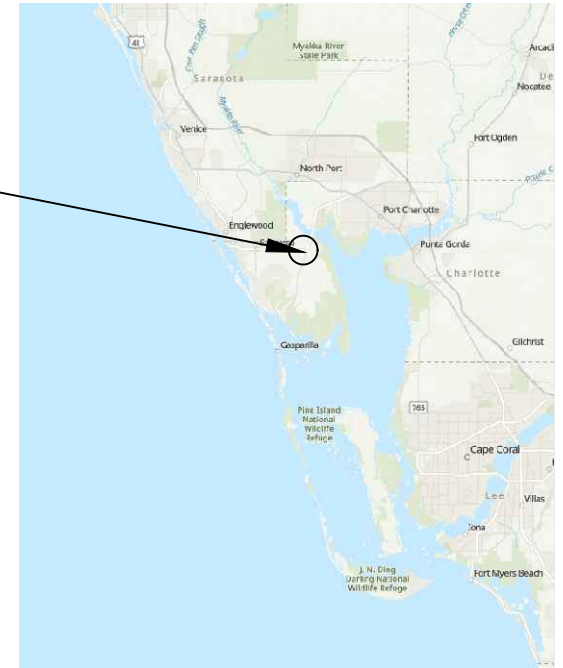 41
Myakka River
State Park
Sarasota
Myakka River
Nocatee
Venice
Fort Ogden
North Port
Port Charlotte
Englewood
Punta Gorda
Charlotte
Gasparilla
Gilchrist
Pine Island
National
Wildlife
Refuge
765
Cape Coral
Lee
Villas
Iona
J. N. Ding
Darling National
Wildlife Refuge
Fort Myers Beach